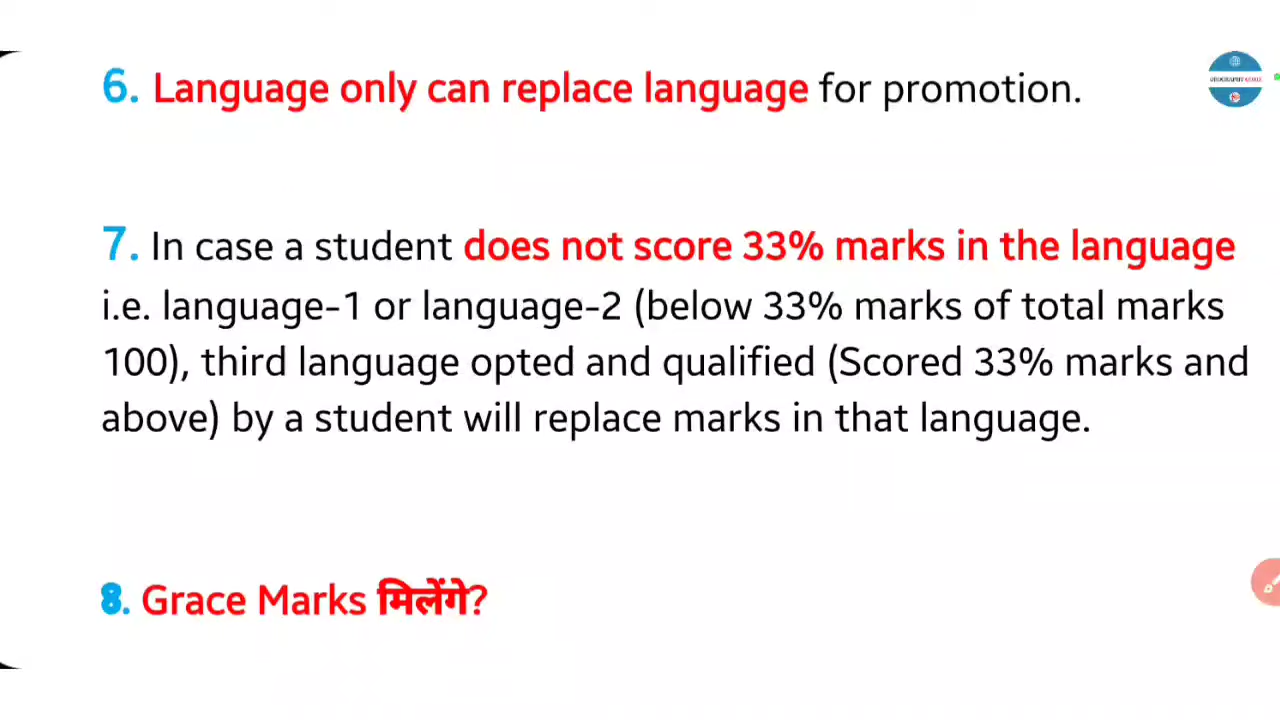 6. Language only can replace language for promotion.
7. In case a student does not score 33% marks in the language
i.e. language-1 or language-2 (below 33% marks of total marks
100), third language opted and qualified (Scored 33% marks and
above) by a student will replace marks in that language.
8. Grace Marks मिलेंगे?